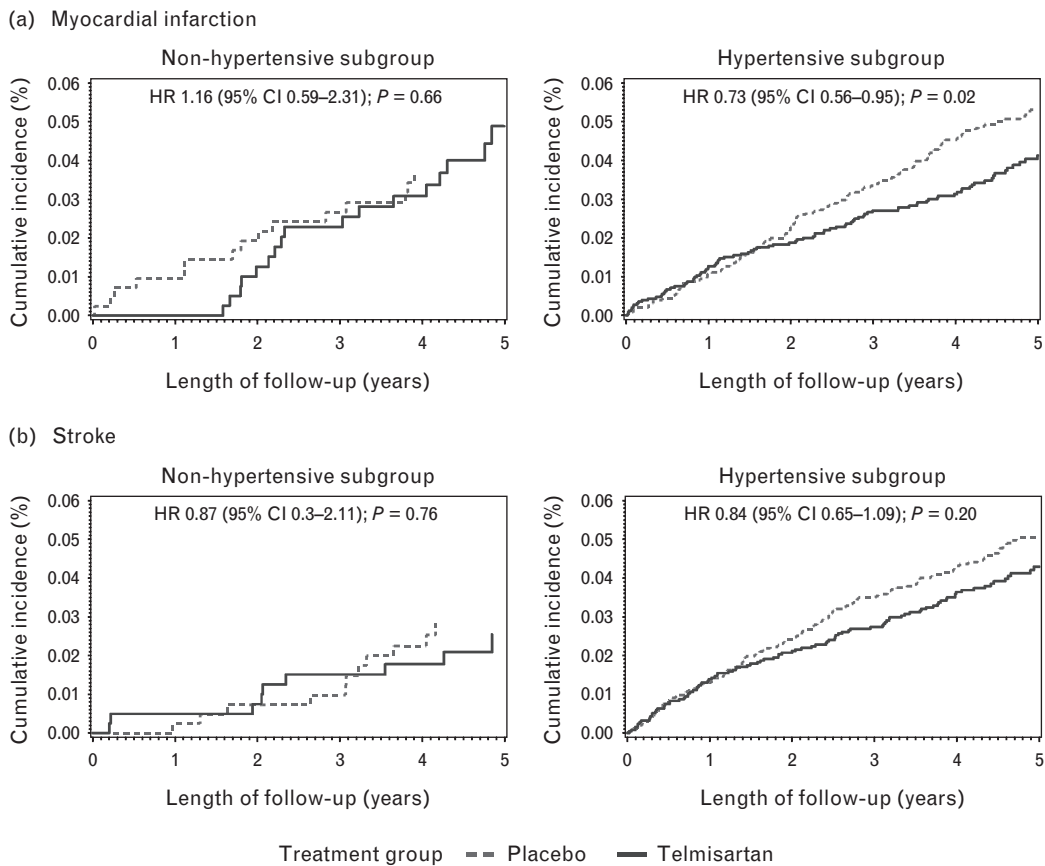 (a) Myocardial infarction
Non-hypertensive subgroup
Cumulative incidence (%)
0.06
0.05
0.04
0.03
0.02
0.01
0.00
HR 1.16 (95% CI 0.59–2.31); P = 0.66
0 1 2 3 4 5
Length of follow-up (years)
Hypertensive subgroup
Cumulative incidence (%)
0.06
0.05
0.04
0.03
0.02
0.01
0.00
HR 0.73 (95% CI 0.56–0.95); P = 0.02
0 1 2 3 4 5
Length of follow-up (years)
(b) Stroke
Non-hypertensive subgroup
Cumulative incidence (%)
0.06
0.05
0.04
0.03
0.02
0.01
0.00
HR 0.87 (95% CI 0.3–2.11); P = 0.76
0 1 2 3 4 5
Length of follow-up (years)
Hypertensive subgroup
Cumulative incidence (%)
0.06
0.05
0.04
0.03
0.02
0.01
0.00
HR 0.84 (95% CI 0.65–1.09); P = 0.20
0 1 2 3 4 5
Length of follow-up (years)
Treatment group Placebo Telmisartan